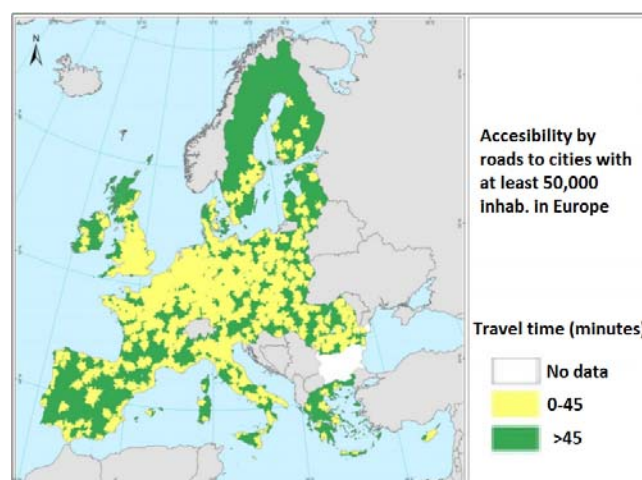 N
Accesibility by
roads to cities with
at least 50,000
inhab. in Europe
Travel time (minutes)
No data
0-45
>45